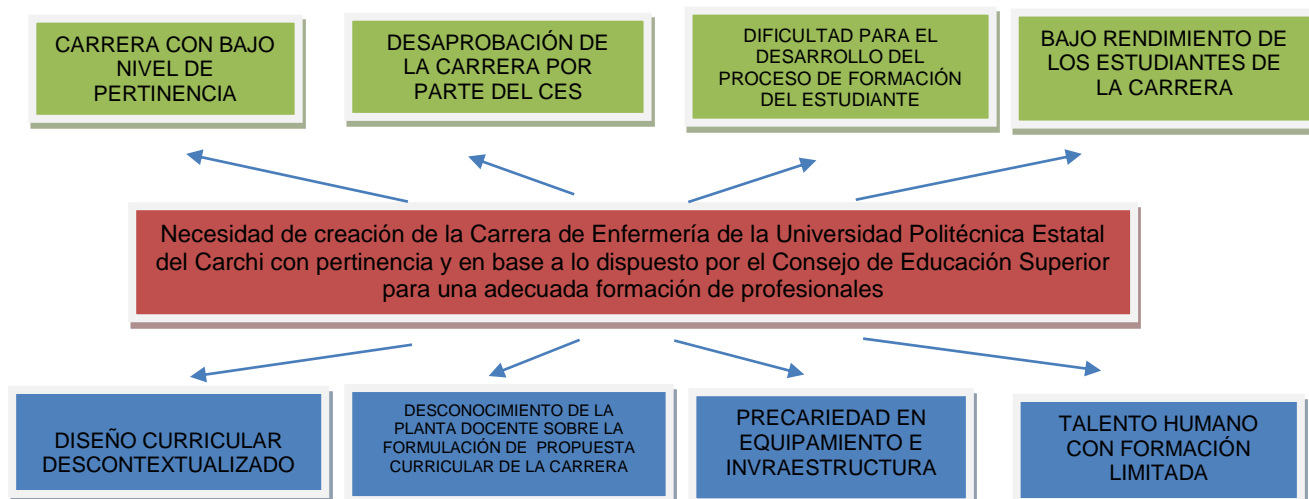 CARRERA CON BAJO
NIVEL DE
PERTINENCIA
DESAPROBACIÓN DE
LA CARRERA POR
PARTE DEL CES
DIFICULTAD PARA EL
DESARROLLO DEL
PROCESO DE FORMACIÓN
DEL ESTUDIANTE
BAJO RENDIMIENTO DE
LOS ESTUDIANTES DE
LA CARRERA
Necesidad de creación de la Carrera de Enfermería de la Universidad Politécnica Estatal
del Carchi con pertinencia y en base a lo dispuesto por el Consejo de Educación Superior
para una adecuada formación de profesionales
DISEÑO CURRICULAR
DESCONTEXTUALIZADO
DESCONOCIMIENTO DE LA
PLANTA DOCENTE SOBRE LA
FORMULACIÓN DE PROPUESTA
CURRICULAR DE LA CARRERA
PRECARIEDAD EN
EQUIPAMIENTO E
INVRAESTRUCTURA
TALENTO HUMANO
CON FORMACIÓN
LIMITADA